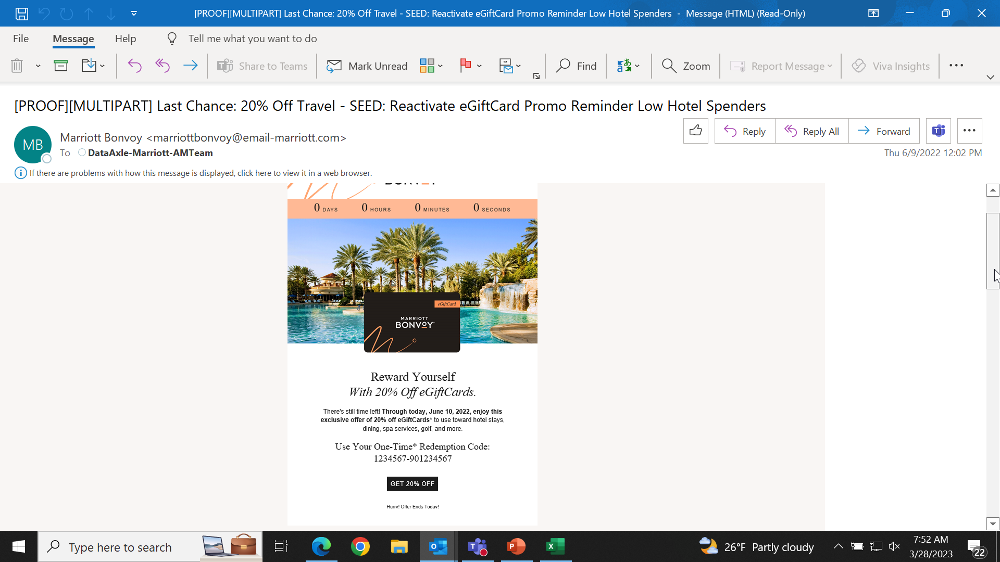 [PROOF][MULTIPART] Last Chance: 20% Off Travel - SEED: Reactivate eGiftCard Promo Reminder Low Hotel Spenders - Message (HTML) (Read-Only)
File Message Help Tell me what you want to do
Share to Teams Mark Unread Find Zoom Report Message Viva Insights
[PROOF][MULTIPART] Last Chance: 20% Off Travel - SEED: Reactivate eGiftCard Promo Reminder Low Hotel Spenders
MB
Marriott Bonvoy <marriottbonvoy@email-marriott.com>
To DataAxle-Marriott-AMTeam
Reply Reply All Forward
Thu 6/9/2022 12:02 PM
If there are problems with how this message is displayed, click here to view it in a web browser.
0 DAYS 0 HOURS 0 MINUTES 0 SECONDS
eGiftCard
MARRIOTT
BONVOY
Reward Yourself
With 20% Off eGiftCards.
There's still time left! Through today, June 10, 2022, enjoy this
exclusive offer of 20% off eGiftCards* to use toward hotel stays,
dining, spa services, golf, and more.
Use Your One-Time* Redemption Code:
1234567-901234567
GET 20% OFF
Hurry! Offer Ends Today!
Type here to search
26°F Partly cloudy
7:52 AM
3/28/2023
22